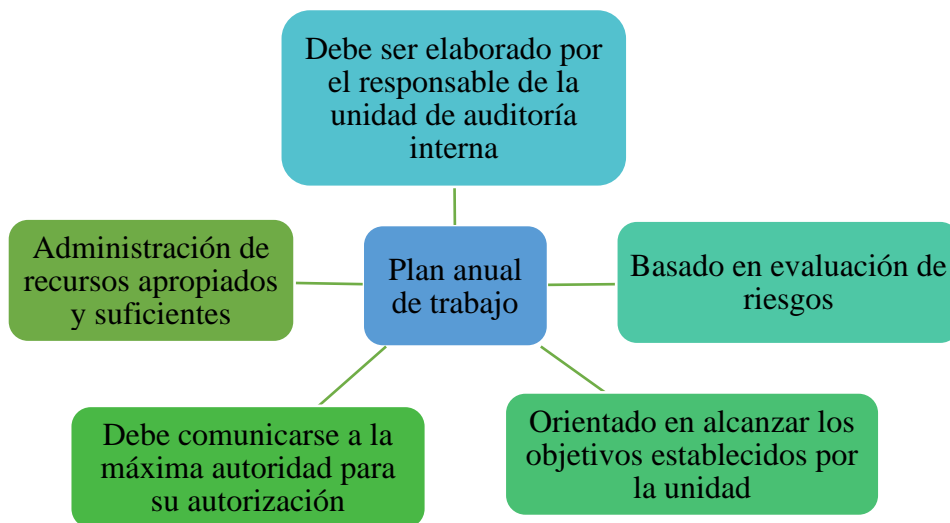 Debe ser elaborado por
el responsable de la
unidad de auditoría
interna
Administración de
recursos apropiados
y suficientes
Plan anual
de trabajo
Basado en evaluación de
riesgos
Debe comunicarse a la
máxima autoridad para
su autorización
Orientado en alcanzar los
objetivos establecidos por
la unidad